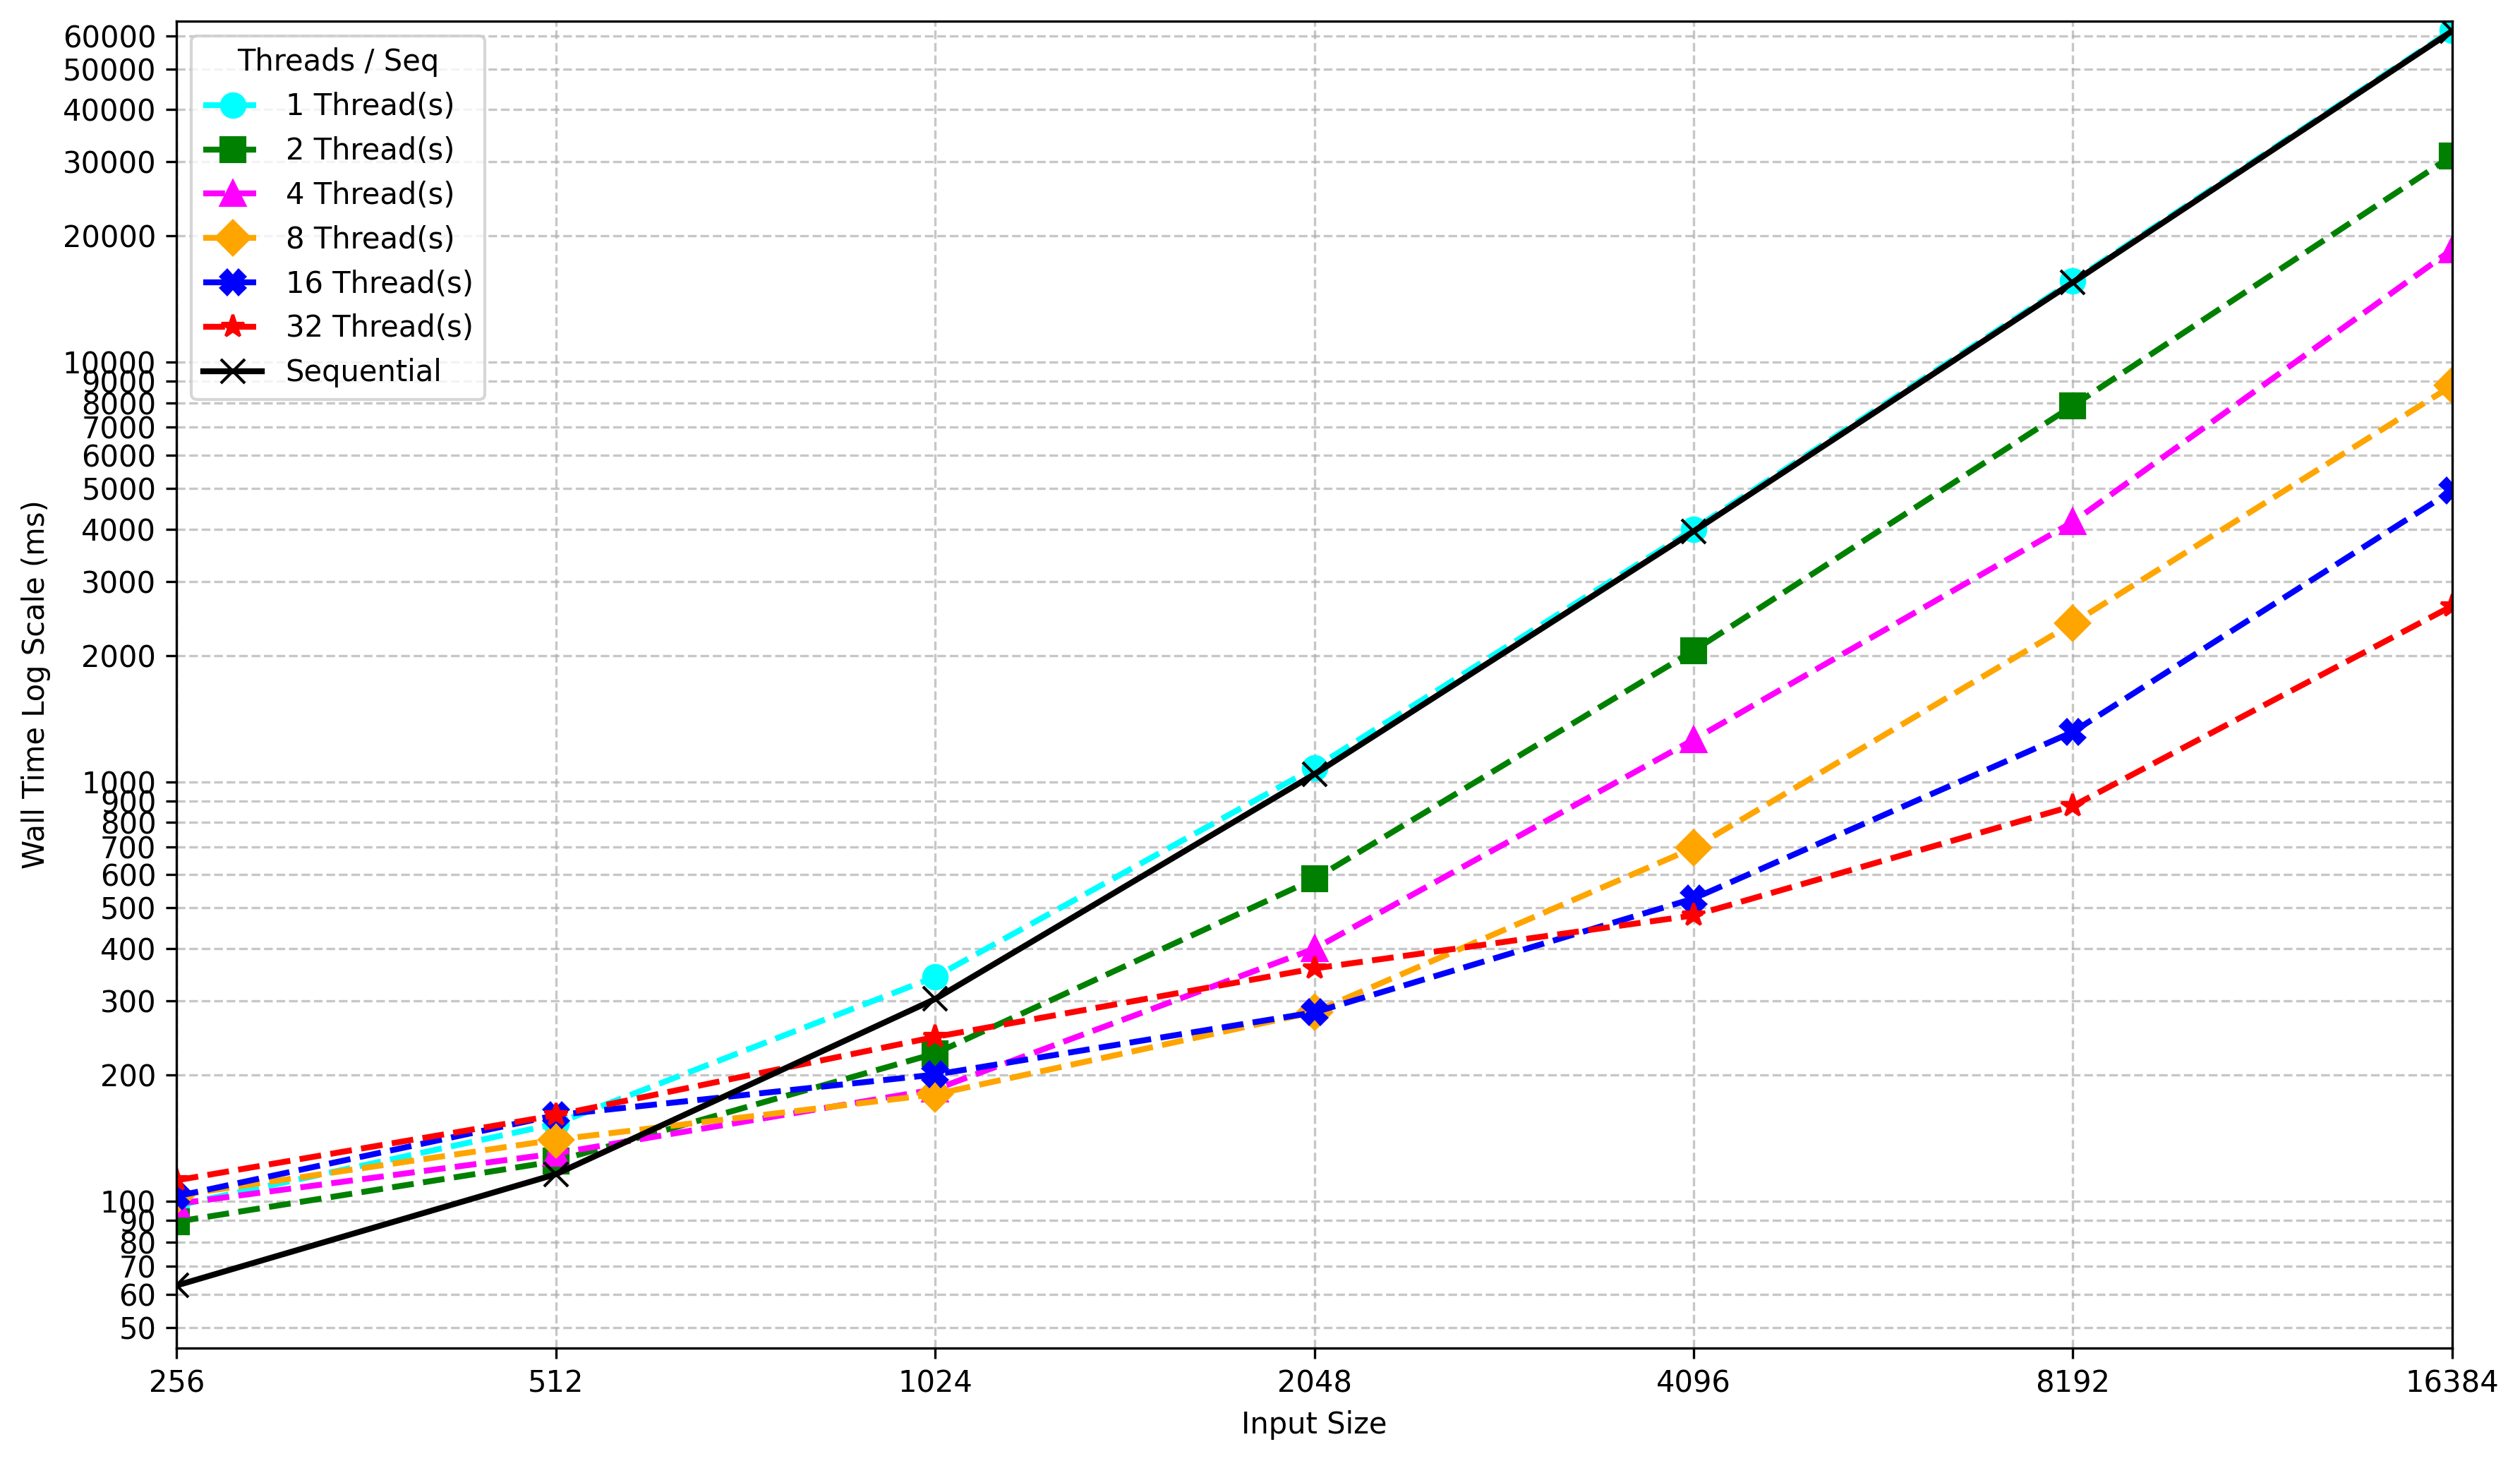 Threads / Seq
1 Thread(s)
2 Thread(s)
4 Thread(s)
8 Thread(s)
16 Thread(s)
32 Thread(s)
Sequential
Wall Time Log Scale (ms)
60000
50000
40000
30000
20000
10000
9000
8000
7000
6000
5000
4000
3000
2000
1000
900
800
700
600
500
400
300
200
100
90
80
70
60
50
256 512 1024 2048 4096 8192 16384
Input Size